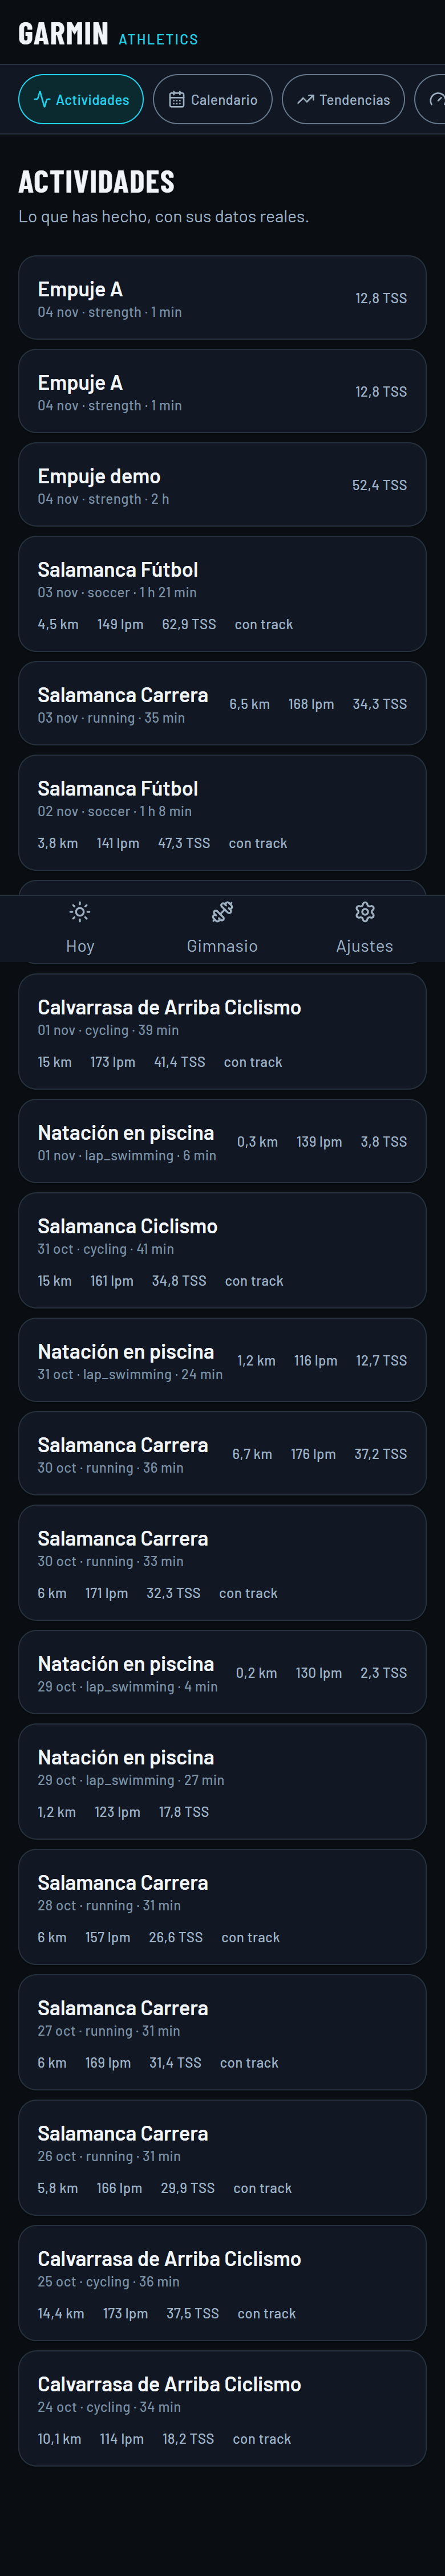 GARMIN ATHLETICS
Actividades
Calendario
Tendencias
ACTIVIDADES
Lo que has hecho, con sus datos reales.
Empuje A
04 nov · strength · 1 min
12,8 TSS
Empuje A
04 nov · strength · 1 min
12,8 TSS
Empuje demo
04 nov · strength · 2 h
52,4 TSS
Salamanca Fútbol
03 nov · soccer · 1 h 21 min
4,5 km 149 lpm 62,9 TSS con track
Salamanca Carrera
03 nov · running · 35 min
6,5 km 168 lpm 34,3 TSS
Salamanca Fútbol
02 nov · soccer · 1 h 8 min
3,8 km 141 lpm 47,3 TSS con track
Hoy
Gimnasio
Ajustes
Calvarrasa de Arriba Ciclismo
01 nov · cycling · 39 min
15 km 173 lpm 41,4 TSS con track
Natación en piscina
01 nov · lap_swimming · 6 min
0,3 km 139 lpm 3,8 TSS
Salamanca Ciclismo
31 oct · cycling · 41 min
15 km 161 lpm 34,8 TSS con track
Natación en piscina
31 oct · lap_swimming · 24 min
1,2 km 116 lpm 12,7 TSS
Salamanca Carrera
30 oct · running · 36 min
6,7 km 176 lpm 37,2 TSS
Salamanca Carrera
30 oct · running · 33 min
6 km 171 lpm 32,3 TSS con track
Natación en piscina
29 oct · lap_swimming · 4 min
0,2 km 130 lpm 2,3 TSS
Natación en piscina
29 oct · lap_swimming · 27 min
1,2 km 123 lpm 17,8 TSS
Salamanca Carrera
28 oct · running · 31 min
6 km 157 lpm 26,6 TSS con track
Salamanca Carrera
27 oct · running · 31 min
6 km 169 lpm 31,4 TSS con track
Salamanca Carrera
26 oct · running · 31 min
5,8 km 166 lpm 29,9 TSS con track
Calvarrasa de Arriba Ciclismo
25 oct · cycling · 36 min
14,4 km 173 lpm 37,5 TSS con track
Calvarrasa de Arriba Ciclismo
24 oct · cycling · 34 min
10,1 km 114 lpm 18,2 TSS con track